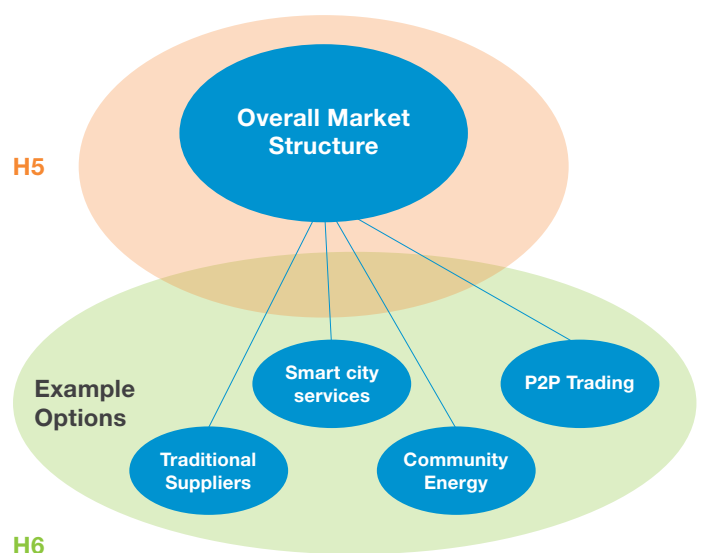 Overall Market
Structure
H5
Smart city
services
P2P Trading
Example
Options
Traditional
Suppliers
Community
Energy
H6